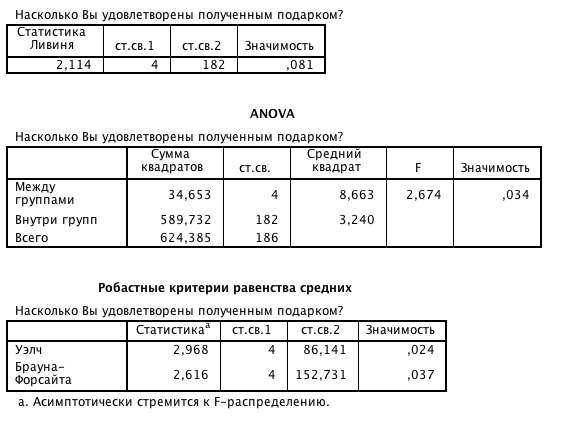 Насколько Вы удовлетворены полученным подарком?
Статистика
Ливиня ст.св.1 ст.св.2 Значимость
2,114 4 182 ,081
ANOVA
Насколько Вы удовлетворены полученным подарком?
Сумма квадратов ст.св. Средний квадрат F Значимость
Между группами 34,653 4 8,663 2,674 ,034
Внутри групп 589,732 182 3,240
Всего 624,385 186
Робастные критерии равенства средних
Насколько Вы удовлетворены полученным подарком?
Статистикаᵃ ст.св.1 ст.св.2 Значимость
Уэлч 2,968 4 86,141 ,024
Брауна-
Форсайта 2,616 4 152,731 ,037
a. Асимптотически стремится к F-распределению.